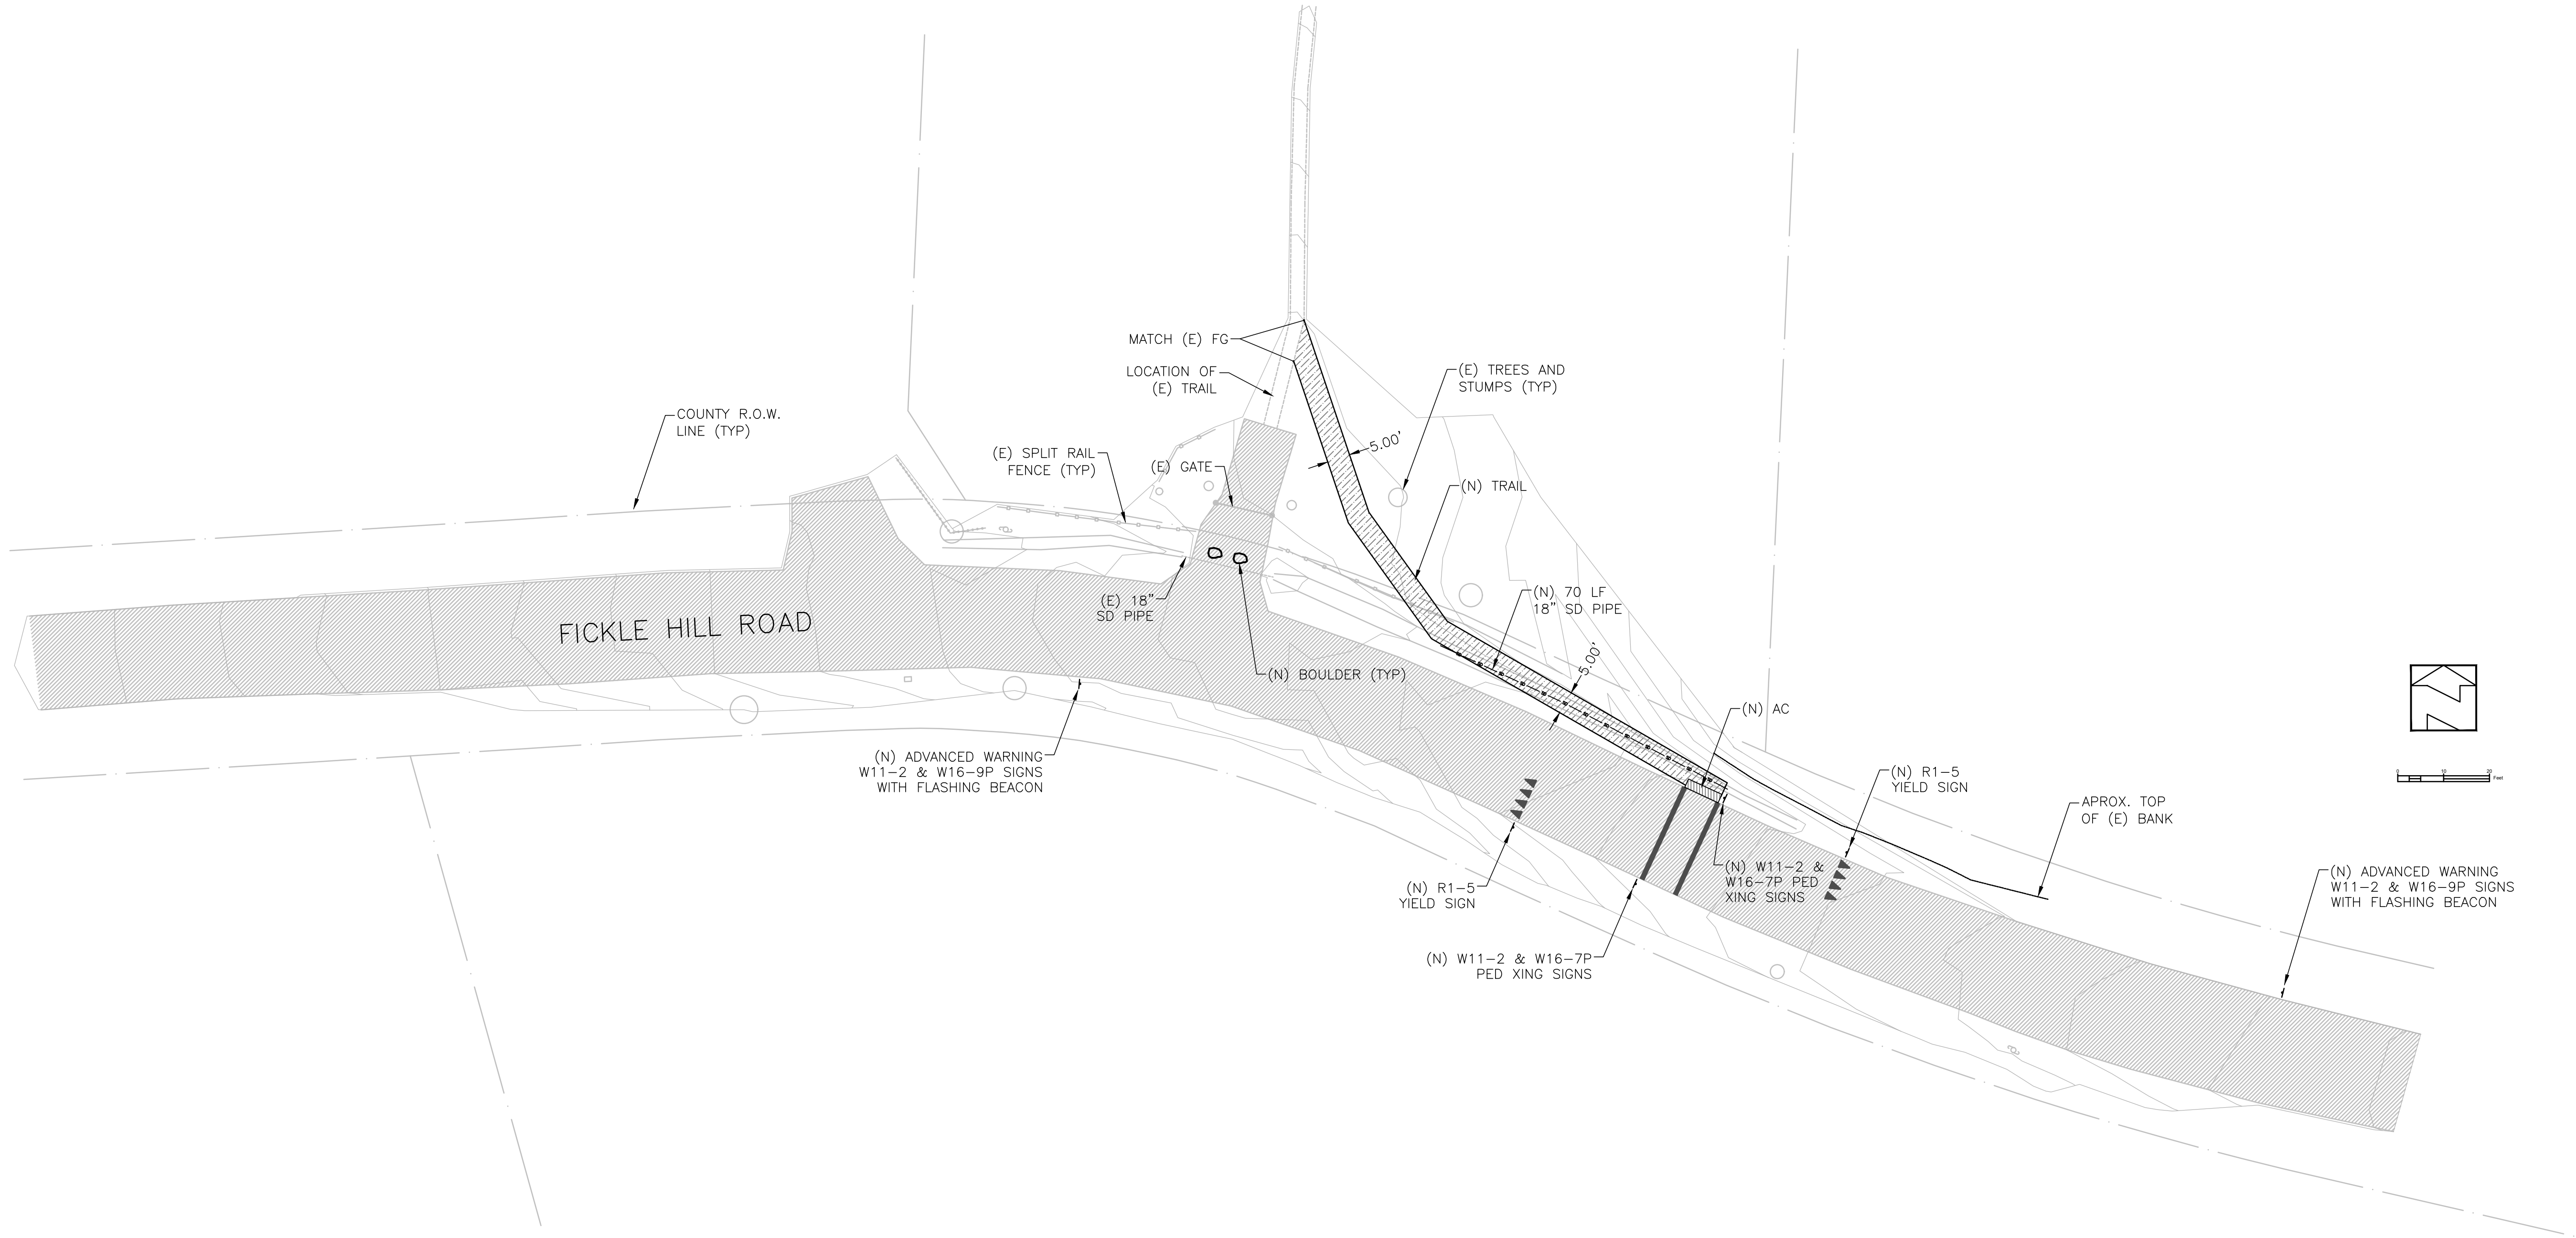 MATCH (E) FG
LOCATION OF
(E) TRAIL
(E) TREES AND
STUMPS (TYP)
COUNTY R.O.W.
LINE (TYP)
5.00'
(E) SPLIT RAIL
FENCE (TYP)
(E) GATE
(N) TRAIL
(N) 70 LF
18" SD PIPE
(E) 18"
SD PIPE
FICKLE HILL ROAD
5.00'
(N) BOULDER (TYP)
(N) AC
(N) ADVANCED WARNING
W11-2 & W16-9P SIGNS
WITH FLASHING BEACON
(N) R1-5
YIELD SIGN
0 10 20
Feet
APROX. TOP
OF (E) BANK
(N) W11-2 &
W16-7P PED
XING SIGNS
(N) R1-5
YIELD SIGN
(N) ADVANCED WARNING
W11-2 & W16-9P SIGNS
WITH FLASHING BEACON
(N) W11-2 & W16-7P
PED XING SIGNS